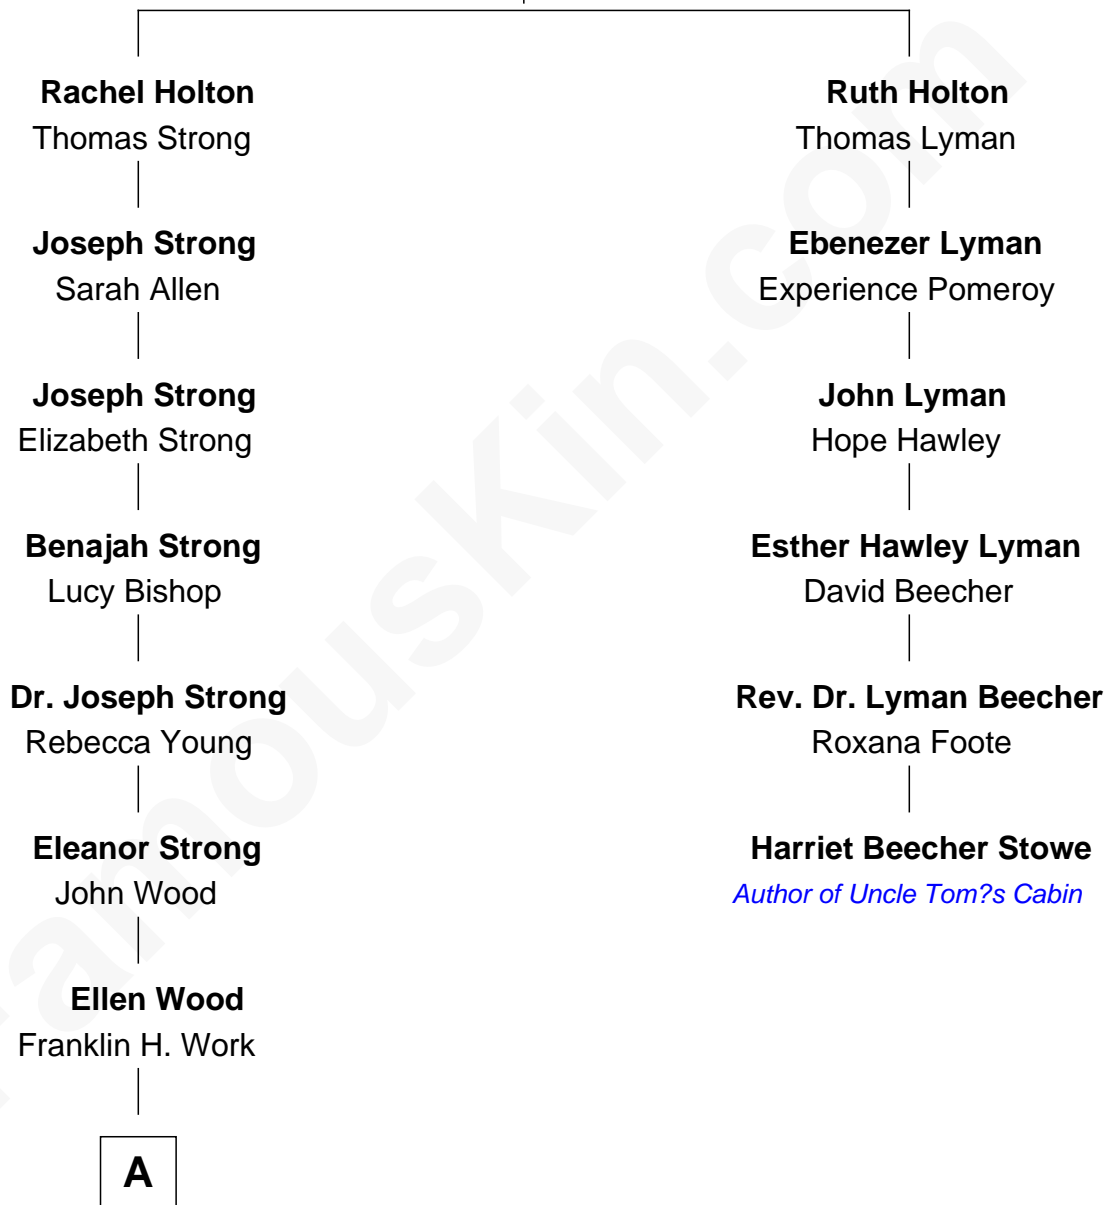 Rachel Holton
Thomas Strong
Joseph Strong
Sarah Allen
Joseph Strong
Elizabeth Strong
Benajah Strong
Lucy Bishop
Dr. Joseph Strong
Rebecca Young
Eleanor Strong
John Wood
Ellen Wood
Franklin H. Work
A
Ruth Holton
Thomas Lyman
Ebenezer Lyman
Experience Pomeroy
John Lyman
Hope Hawley
Esther Hawley Lyman
David Beecher
Rev. Dr. Lyman Beecher
Roxana Foote
Harriet Beecher Stowe
Author of Uncle Tom?s Cabin
FamousKin.com